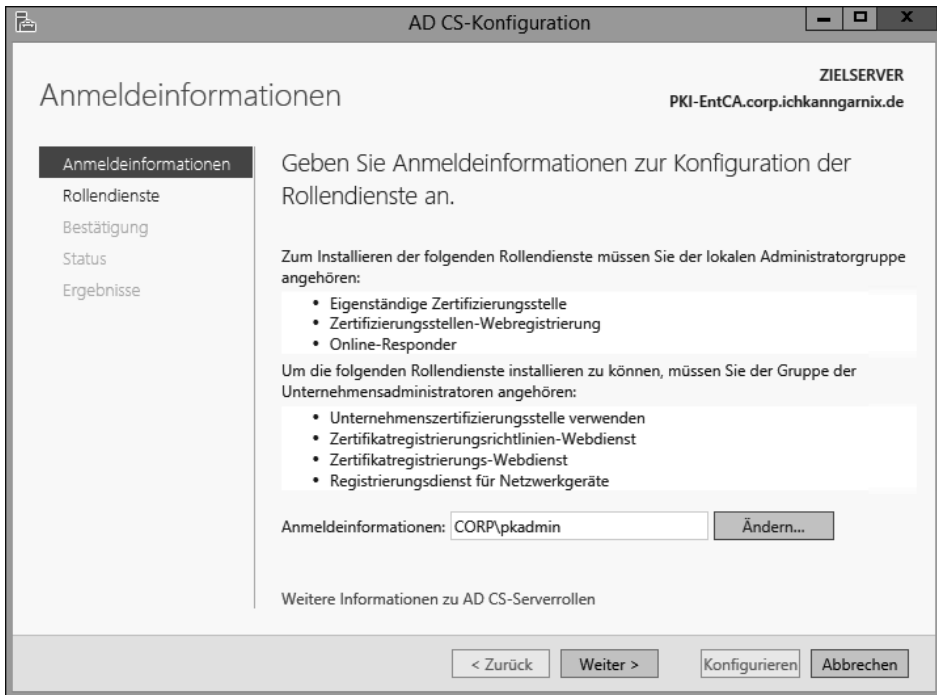 AD CS-Konfiguration
Anmeldeinformationen
ZIELSERVER
PKI-EntCA.corp.ichkanngarnix.de
Anmeldeinformationen
Rollendienste
Bestätigung
Status
Ergebnisse
Geben Sie Anmeldeinformationen zur Konfiguration der
Rollendienste an.
Zum Installieren der folgenden Rollendienste müssen Sie der lokalen Administratorgruppe
angehören:
• Eigenständige Zertifizierungsstelle
• Zertifizierungsstellen-Webregistrierung
• Online-Responder
Um die folgenden Rollendienste installieren zu können, müssen Sie der Gruppe der
Unternehmensadministratoren angehören:
• Unternehmenszertifizierungsstelle verwenden
• Zertifikatregistrierungsrichtlinien-Webdienst
• Zertifikatregistrierungs-Webdienst
• Registrierungsdienst für Netzwerkgeräte
Anmeldeinformationen: CORP\pkadmin Ändern...
Weitere Informationen zu AD CS-Serverrollen
< Zurück Weiter > Konfigurieren Abbrechen